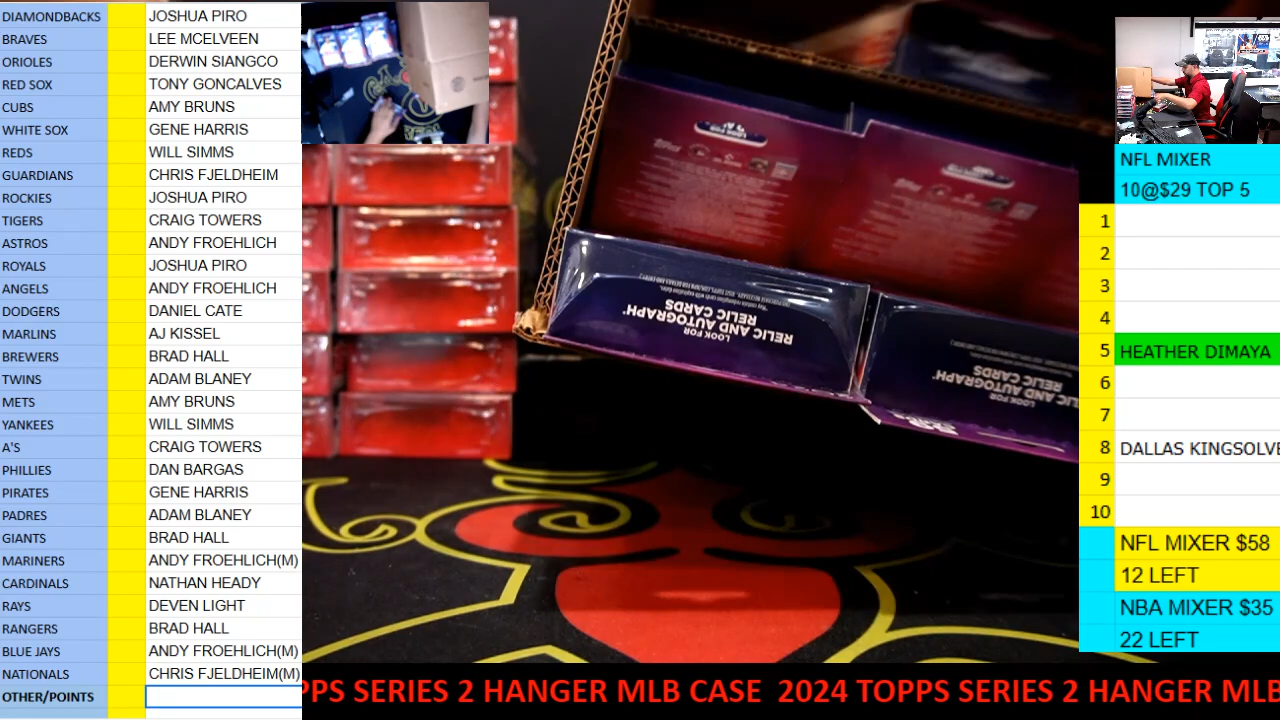 DIAMONDBACKS JOSHUA PIRO
BRAVES LEE MCELVEEN
ORIOLES DERWIN SIANGCO
RED SOX TONY GONCALVES
CUBS AMY BRUNS
WHITE SOX GENE HARRIS
REDS WILL SIMMS
GUARDIANS CHRIS FJELDHEIM
ROCKIES JOSHUA PIRO
TIGERS CRAIG TOWERS
ASTROS ANDY FROEHLICH
ROYALS JOSHUA PIRO
ANGELS ANDY FROEHLICH
DODGERS DANIEL CATE
MARLINS AJ KISSEL
BREWERS BRAD HALL
TWINS ADAM BLANEY
METS AMY BRUNS
YANKEES WILL SIMMS
A'S CRAIG TOWERS
PHILLIES DAN BARGAS
PIRATES GENE HARRIS
PADRES ADAM BLANEY
GIANTS BRAD HALL
MARINERS ANDY FROEHLICH(M)
CARDINALS NATHAN HEADY
RAYS DEVEN LIGHT
RANGERS BRAD HALL
BLUE JAYS ANDY FROEHLICH(M)
NATIONALS CHRIS FJELDHEIM(M)
OTHER/POINTS
LOOK FOR
RELIC AND AUTOGRAPH
RELIC CARDS
LOOK FOR
RELIC AND AUTOGRAPH
RELIC CARDS
NFL MIXER
10@$29 TOP 5
1
2
3
4
5 HEATHER DIMAYA
6
7
8 DALLAS KINGSOLVE
9
10
NFL MIXER $58
12 LEFT
NBA MIXER $35
22 LEFT
PPS SERIES 2 HANGER MLB CASE 2024 TOPPS SERIES 2 HANGER MLB